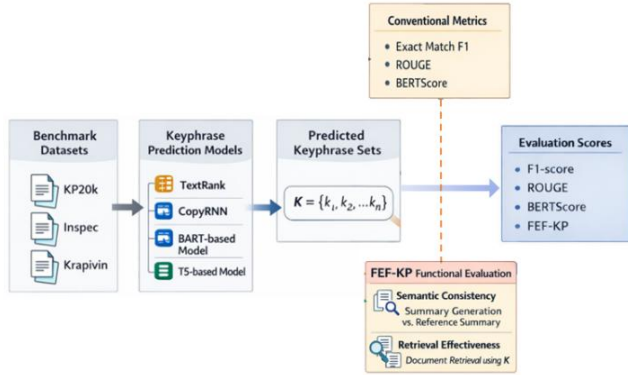 Conventional Metrics
• Exact Match F1
• ROUGE
• BERTScore
Benchmark
Datasets
KP20k
Inspec
Krapivin
Keyphrase
Prediction Models
TextRank
CopyRNN
BART-based
Model
T5-based Model
Predicted
Keyphrase Sets
K = {k₁, k₂, ...kₙ}
Evaluation Scores
• F1-score
• ROUGE
• BERTScore
• FEF-KP
FEF-KP Functional Evaluation
Semantic Consistency
Summary Generation
vs. Reference Summary
Retrieval Effectiveness
Document Retrieval using K